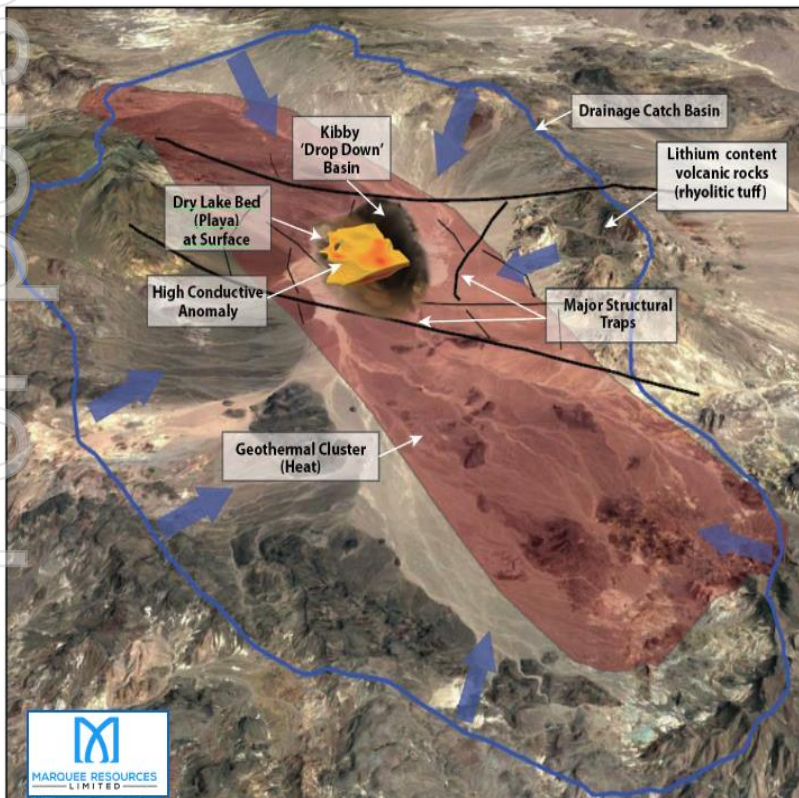 Drainage Catch Basin
Kibby
'Drop Down'
Basin
Lithium content
volcanic rocks
(rhyolitic tuff)
Dry Lake Bed
(Playa)
at Surface
High Conductive
Anomaly
Major Structural
Traps
Geothermal Cluster
(Heat)
MARQUEE RESOURCES
LIMITED